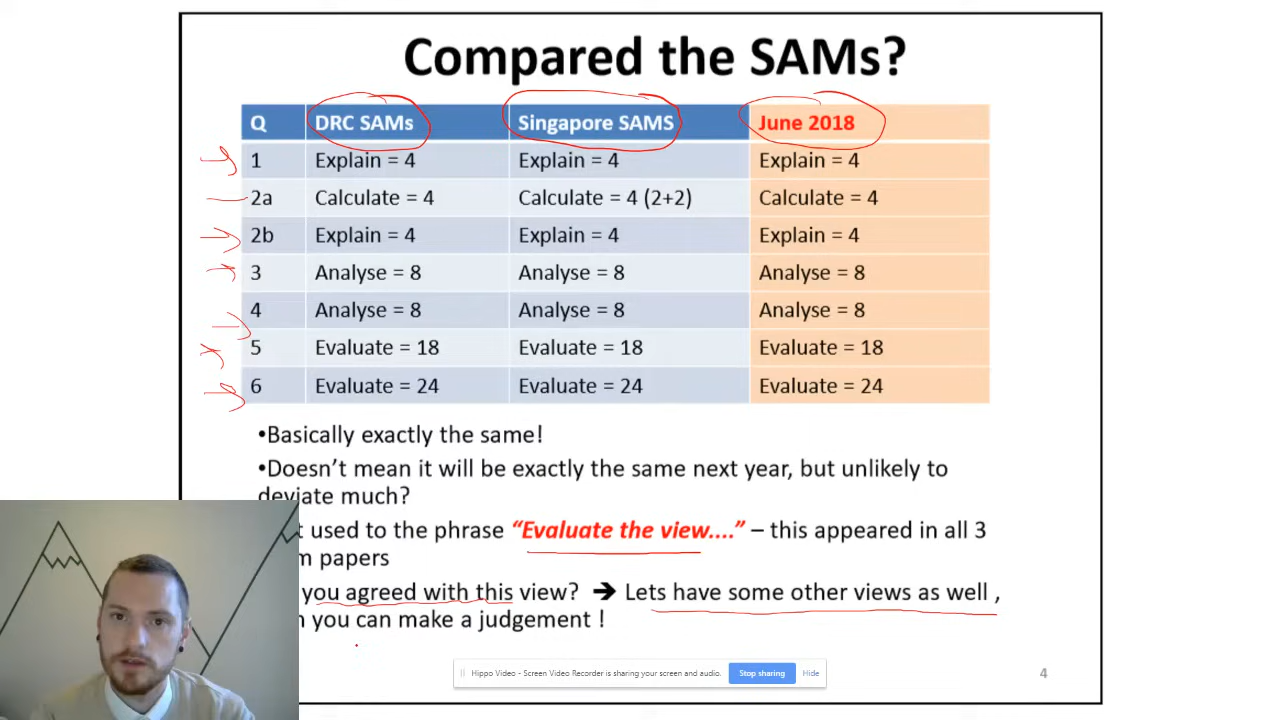 Compared the SAMs?
Q DRC SAMs Singapore SAMS June 2018
1 Explain = 4 Explain = 4 Explain = 4
2a Calculate = 4 Calculate = 4 (2+2) Calculate = 4
2b Explain = 4 Explain = 4 Explain = 4
3 Analyse = 8 Analyse = 8 Analyse = 8
4 Analyse = 8 Analyse = 8 Analyse = 8
5 Evaluate = 18 Evaluate = 18 Evaluate = 18
6 Evaluate = 24 Evaluate = 24 Evaluate = 24
•Basically exactly the same!
•Doesn't mean it will be exactly the same next year, but unlikely to
deviate much?
used to the phrase “Evaluate the view....” – this appeared in all 3
papers
you agreed with this view? ➔ Lets have some other views as well ,
you can make a judgement !
Hippo Video - Screen Video Recorder is sharing your screen and audio. Stop sharing Hide
4